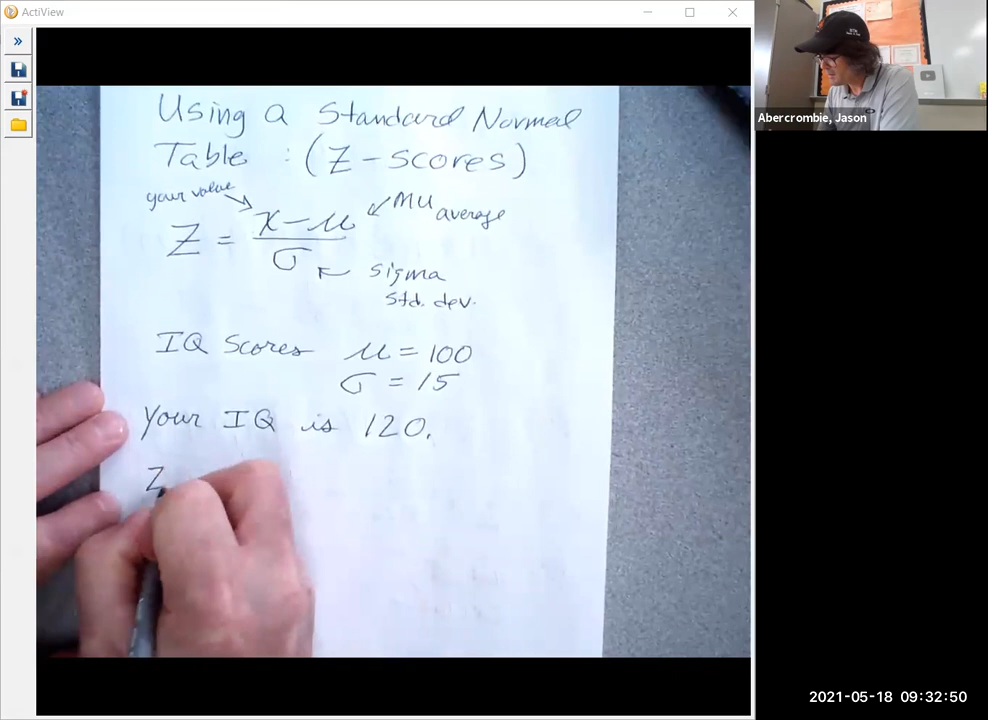 ActiView
Using a Standard Normal
Table : (Z-scores)
your value
MU
average
Z = x-μ
σ
sigma
std. dev.
IQ Scores μ = 100
σ = 15
Your IQ is 120.
Z
Abercrombie, Jason
2021-05-18 09:32:50